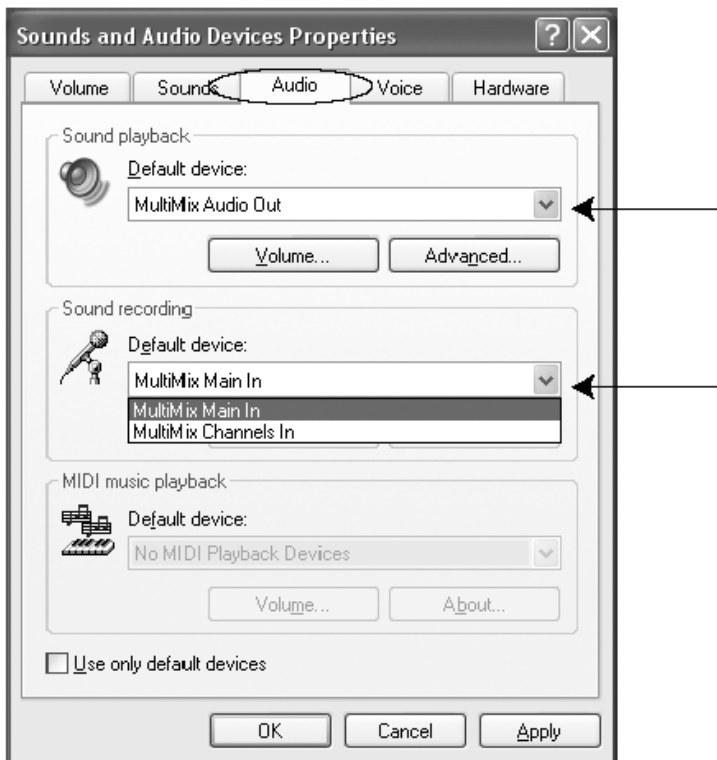 Sounds and Audio Devices Properties
Volume Sounds Audio Voice Hardware
Sound playback
Default device:
MultiMix Audio Out
Volume... Advanced...
Sound recording
Default device:
MultiMix Main In
MultiMix Main In
MultiMix Channels In
MIDI music playback
Default device:
No MIDI Playback Devices
Volume... About...
Use only default devices
OK Cancel Apply